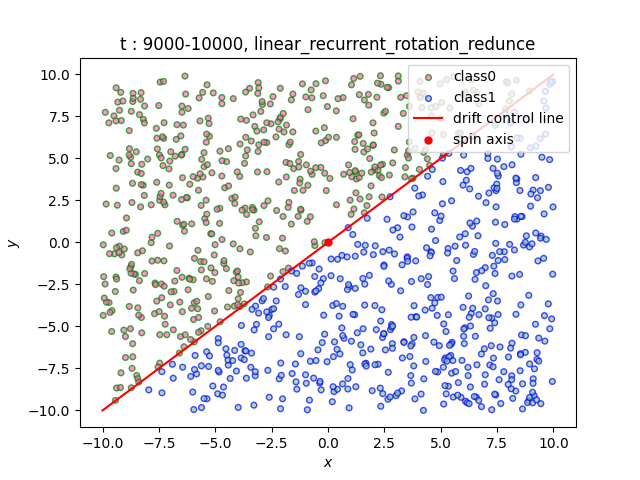 t : 9000-10000, linear_recurrent_rotation_redunce
class0
class1
drift control line
spin axis
10.0
7.5
5.0
2.5
0.0
−2.5
−5.0
−7.5
−10.0
y
−10.0 −7.5 −5.0 −2.5 0.0 2.5 5.0 7.5 10.0
x